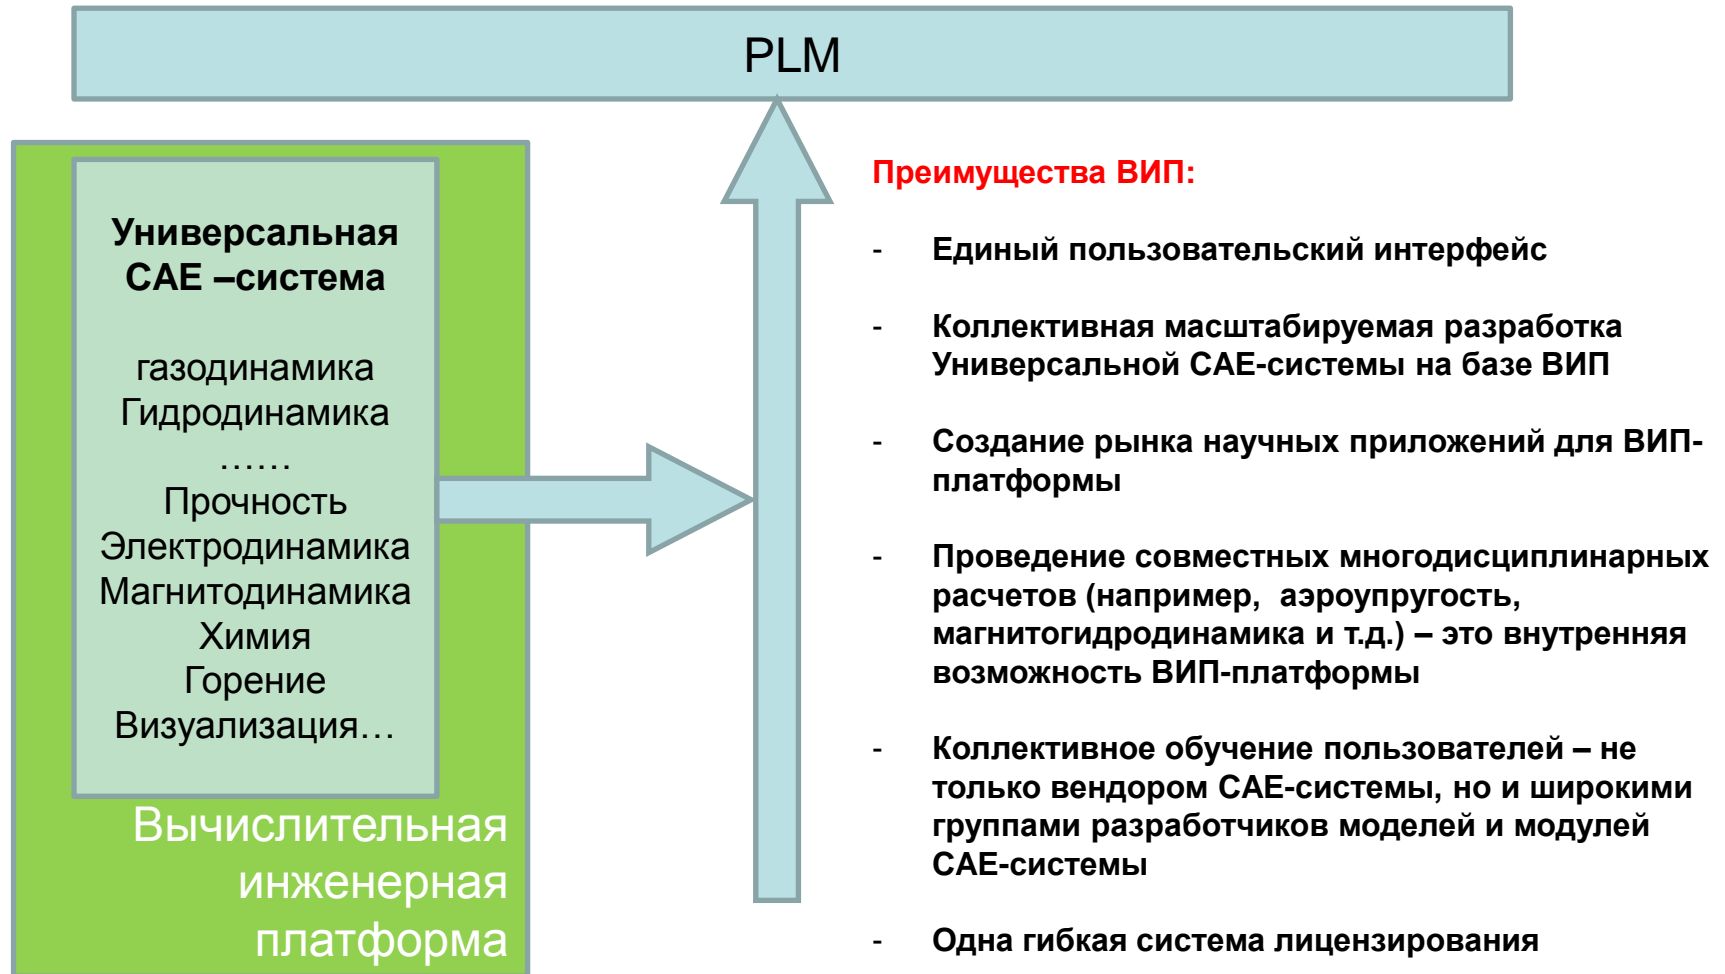 PLM
Универсальная
САЕ –система
газодинамика
Гидродинамика
……
Прочность
Электродинамика
Магнитодинамика
Химия
Горение
Визуализация…
Вычислительная
инженерная
платформа
Преимущества ВИП:
- Единый пользовательский интерфейс
- Коллективная масштабируемая разработка
Универсальной САЕ-системы на базе ВИП
- Создание рынка научных приложений для ВИП-
платформы
- Проведение совместных многодисциплинарных
расчетов (например,  аэроупругость,
магнитогидродинамика и т.д.) – это внутренняя
возможность ВИП-платформы
- Коллективное обучение пользователей – не
только вендором САЕ-системы, но и широкими
группами разработчиков моделей и модулей
САЕ-системы
- Одна гибкая система лицензирования